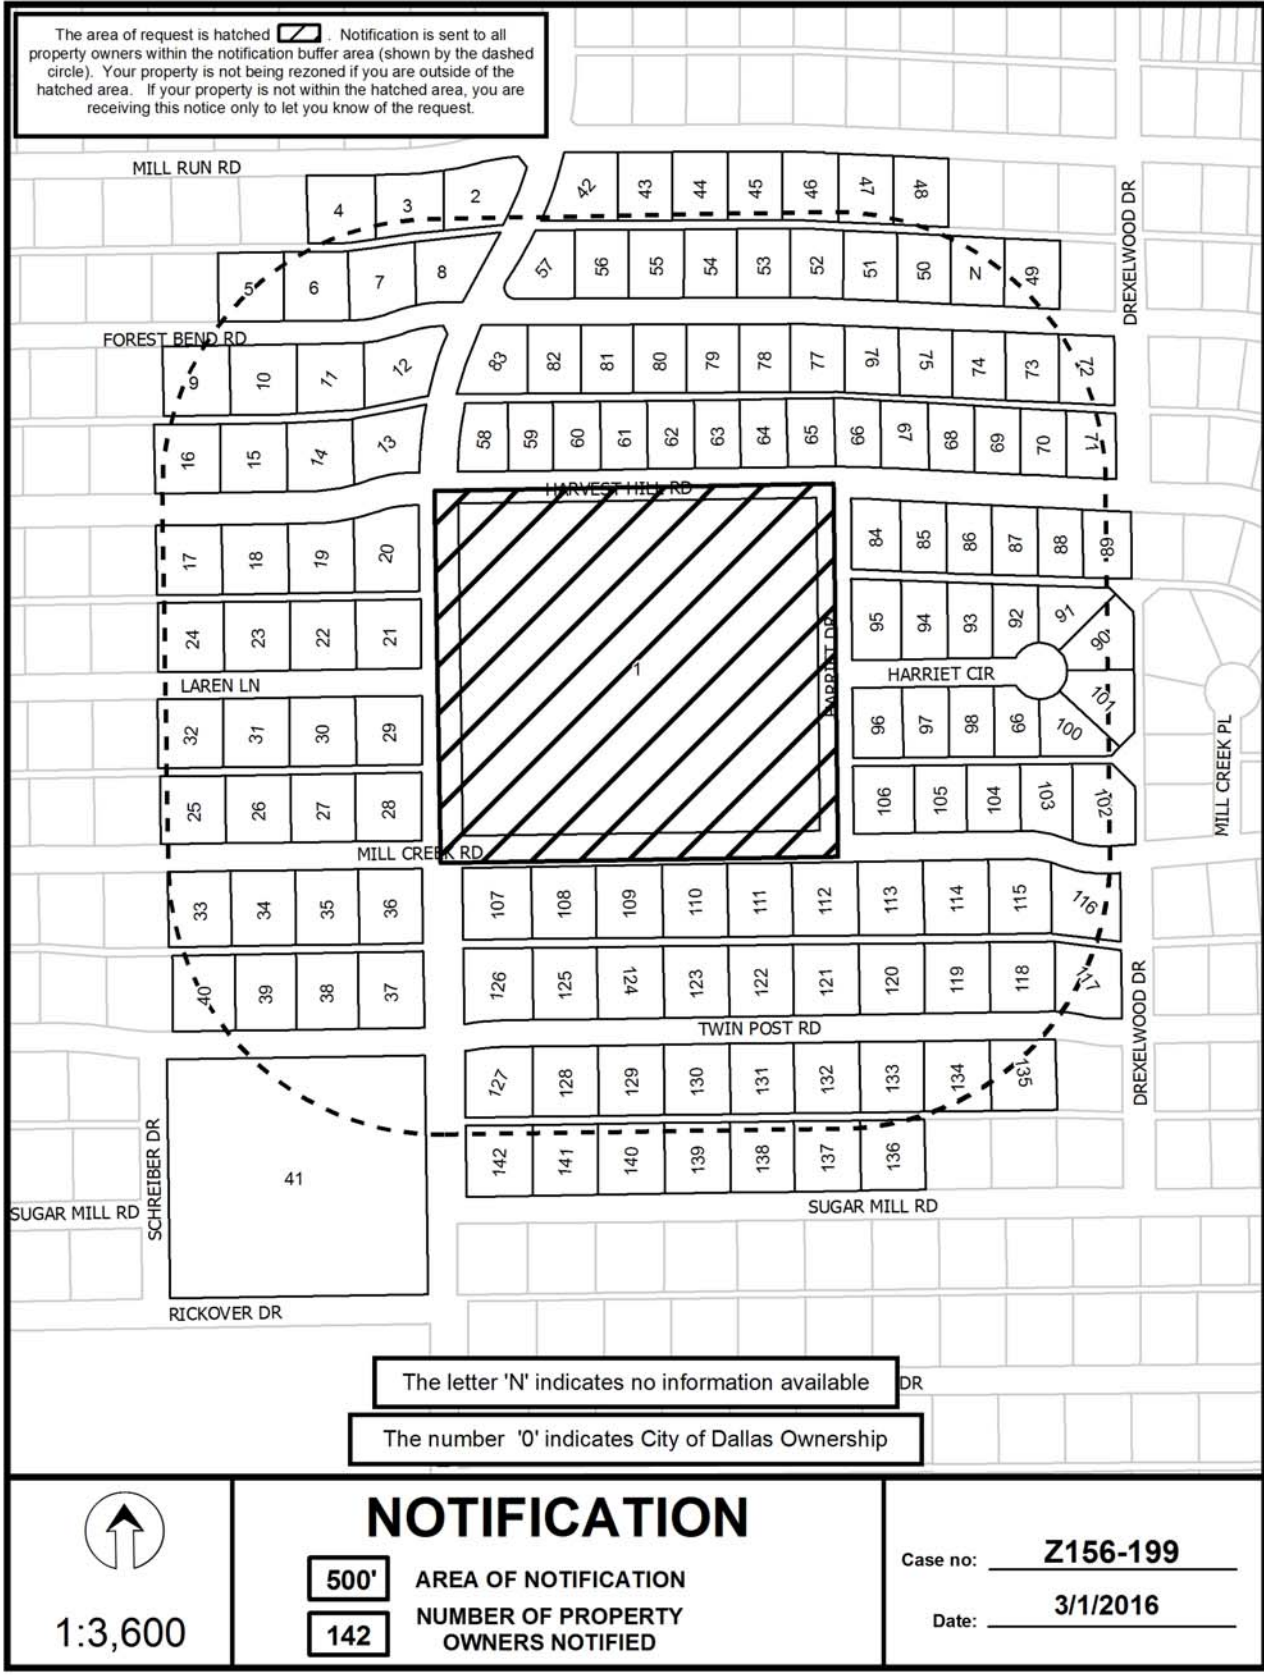 The area of request is hatched . Notification is sent to all
property owners within the notification buffer area (shown by the dashed
circle). Your property is not being rezoned if you are outside of the
hatched area. If your property is not within the hatched area, you are
receiving this notice only to let you know of the request.
MILL RUN RD
4 3 2 42 43 44 45 46 47 48
DREXELWOOD DR
5 6 7 8 57 56 55 54 53 52 51 50 N 49
FOREST BEND RD
9 10 11 12 83 82 81 80 79 78 77 76 75 74 73 72
16 15 14 13 58 59 60 61 62 63 64 65 66 67 68 69 70 71
HARVEST HILL RD
17 18 19 20 84 85 86 87 88 89
24 23 22 21 95 94 93 92 91 90
1
HARRIET DR
LAREN LN
HARRIET CIR
32 31 30 29 96 97 98 99 100 101
MILL CREEK PL
25 26 27 28 106 105 104 103 102
MILL CREEK RD
33 34 35 36 107 108 109 110 111 112 113 114 115 116
40 39 38 37 126 125 124 123 122 121 120 119 118 117
TWIN POST RD
DREXELWOOD DR
127 128 129 130 131 132 133 134 135
SCHREIBER DR
41 142 141 140 139 138 137 136
SUGAR MILL RD
SUGAR MILL RD
RICKOVER DR
The letter 'N' indicates no information available
DR
The number '0' indicates City of Dallas Ownership
1:3,600
NOTIFICATION
500' AREA OF NOTIFICATION
142 NUMBER OF PROPERTY
OWNERS NOTIFIED
Case no: Z156-199
Date: 3/1/2016